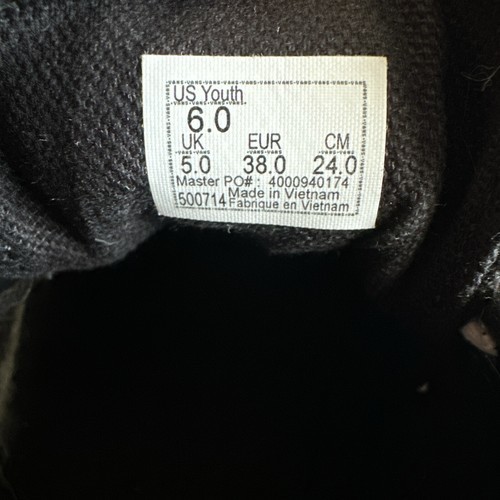 US Youth
6.0
UK EUR CM
5.0 38.0 24.0
Master PO# : 4000940174
500714 Made in Vietnam
Fabrique en Vietnam